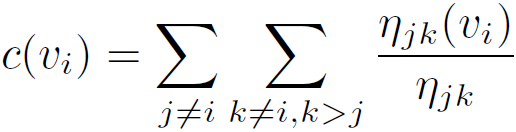 c(v_i) = \sum_{j \neq i} \sum_{k \neq i, k > j} \frac{\eta_{jk}(v_i)}{\eta_{jk}}